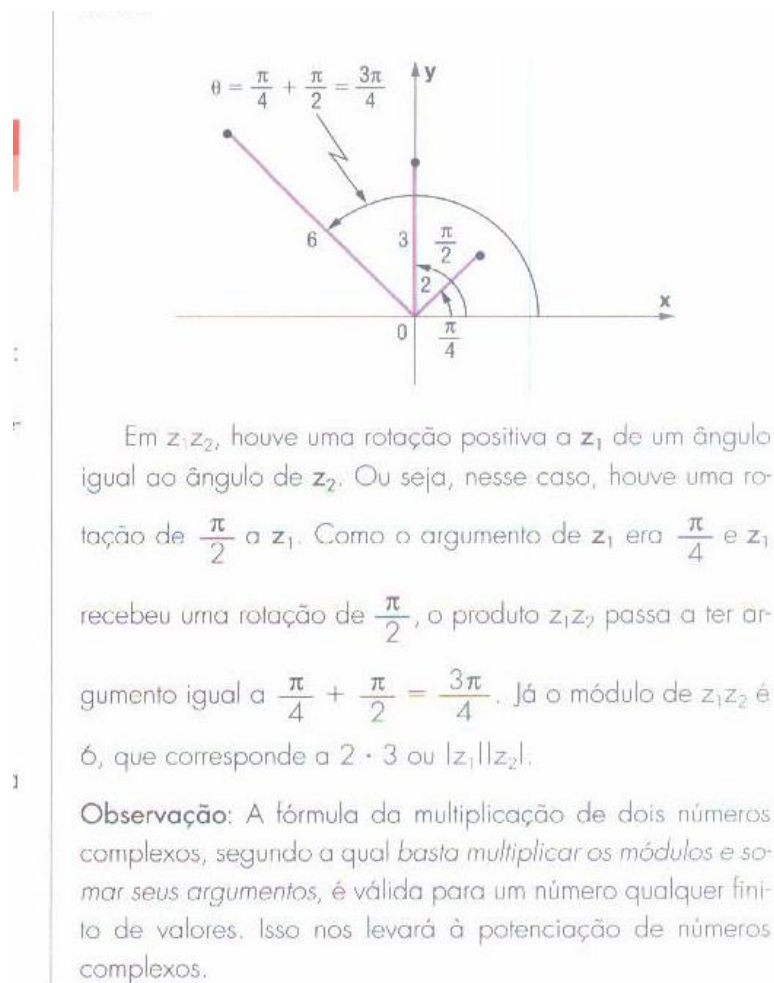 θ = π/4 + π/2 = 3π/4
y
6
3
π/2
2
x
0
π/4
Em z₁z₂, houve uma rotação positiva a z₁ de um ângulo
igual ao ângulo de z₂. Ou seja, nesse caso, houve uma ro-
tação de π/2 a z₁. Como o argumento de z₁ era π/4 e z₁
recebeu uma rotação de π/2, o produto z₁z₂ passa a ter ar-
gumento igual a π/4 + π/2 = 3π/4. Já o módulo de z₁z₂ é
6, que corresponde a 2 · 3 ou |z₁||z₂|.
Observação: A fórmula da multiplicação de dois números
complexos, segundo a qual basta multiplicar os módulos e so-
mar seus argumentos, é válida para um número qualquer fini-
to de valores. Isso nos levará à potenciação de números
complexos.